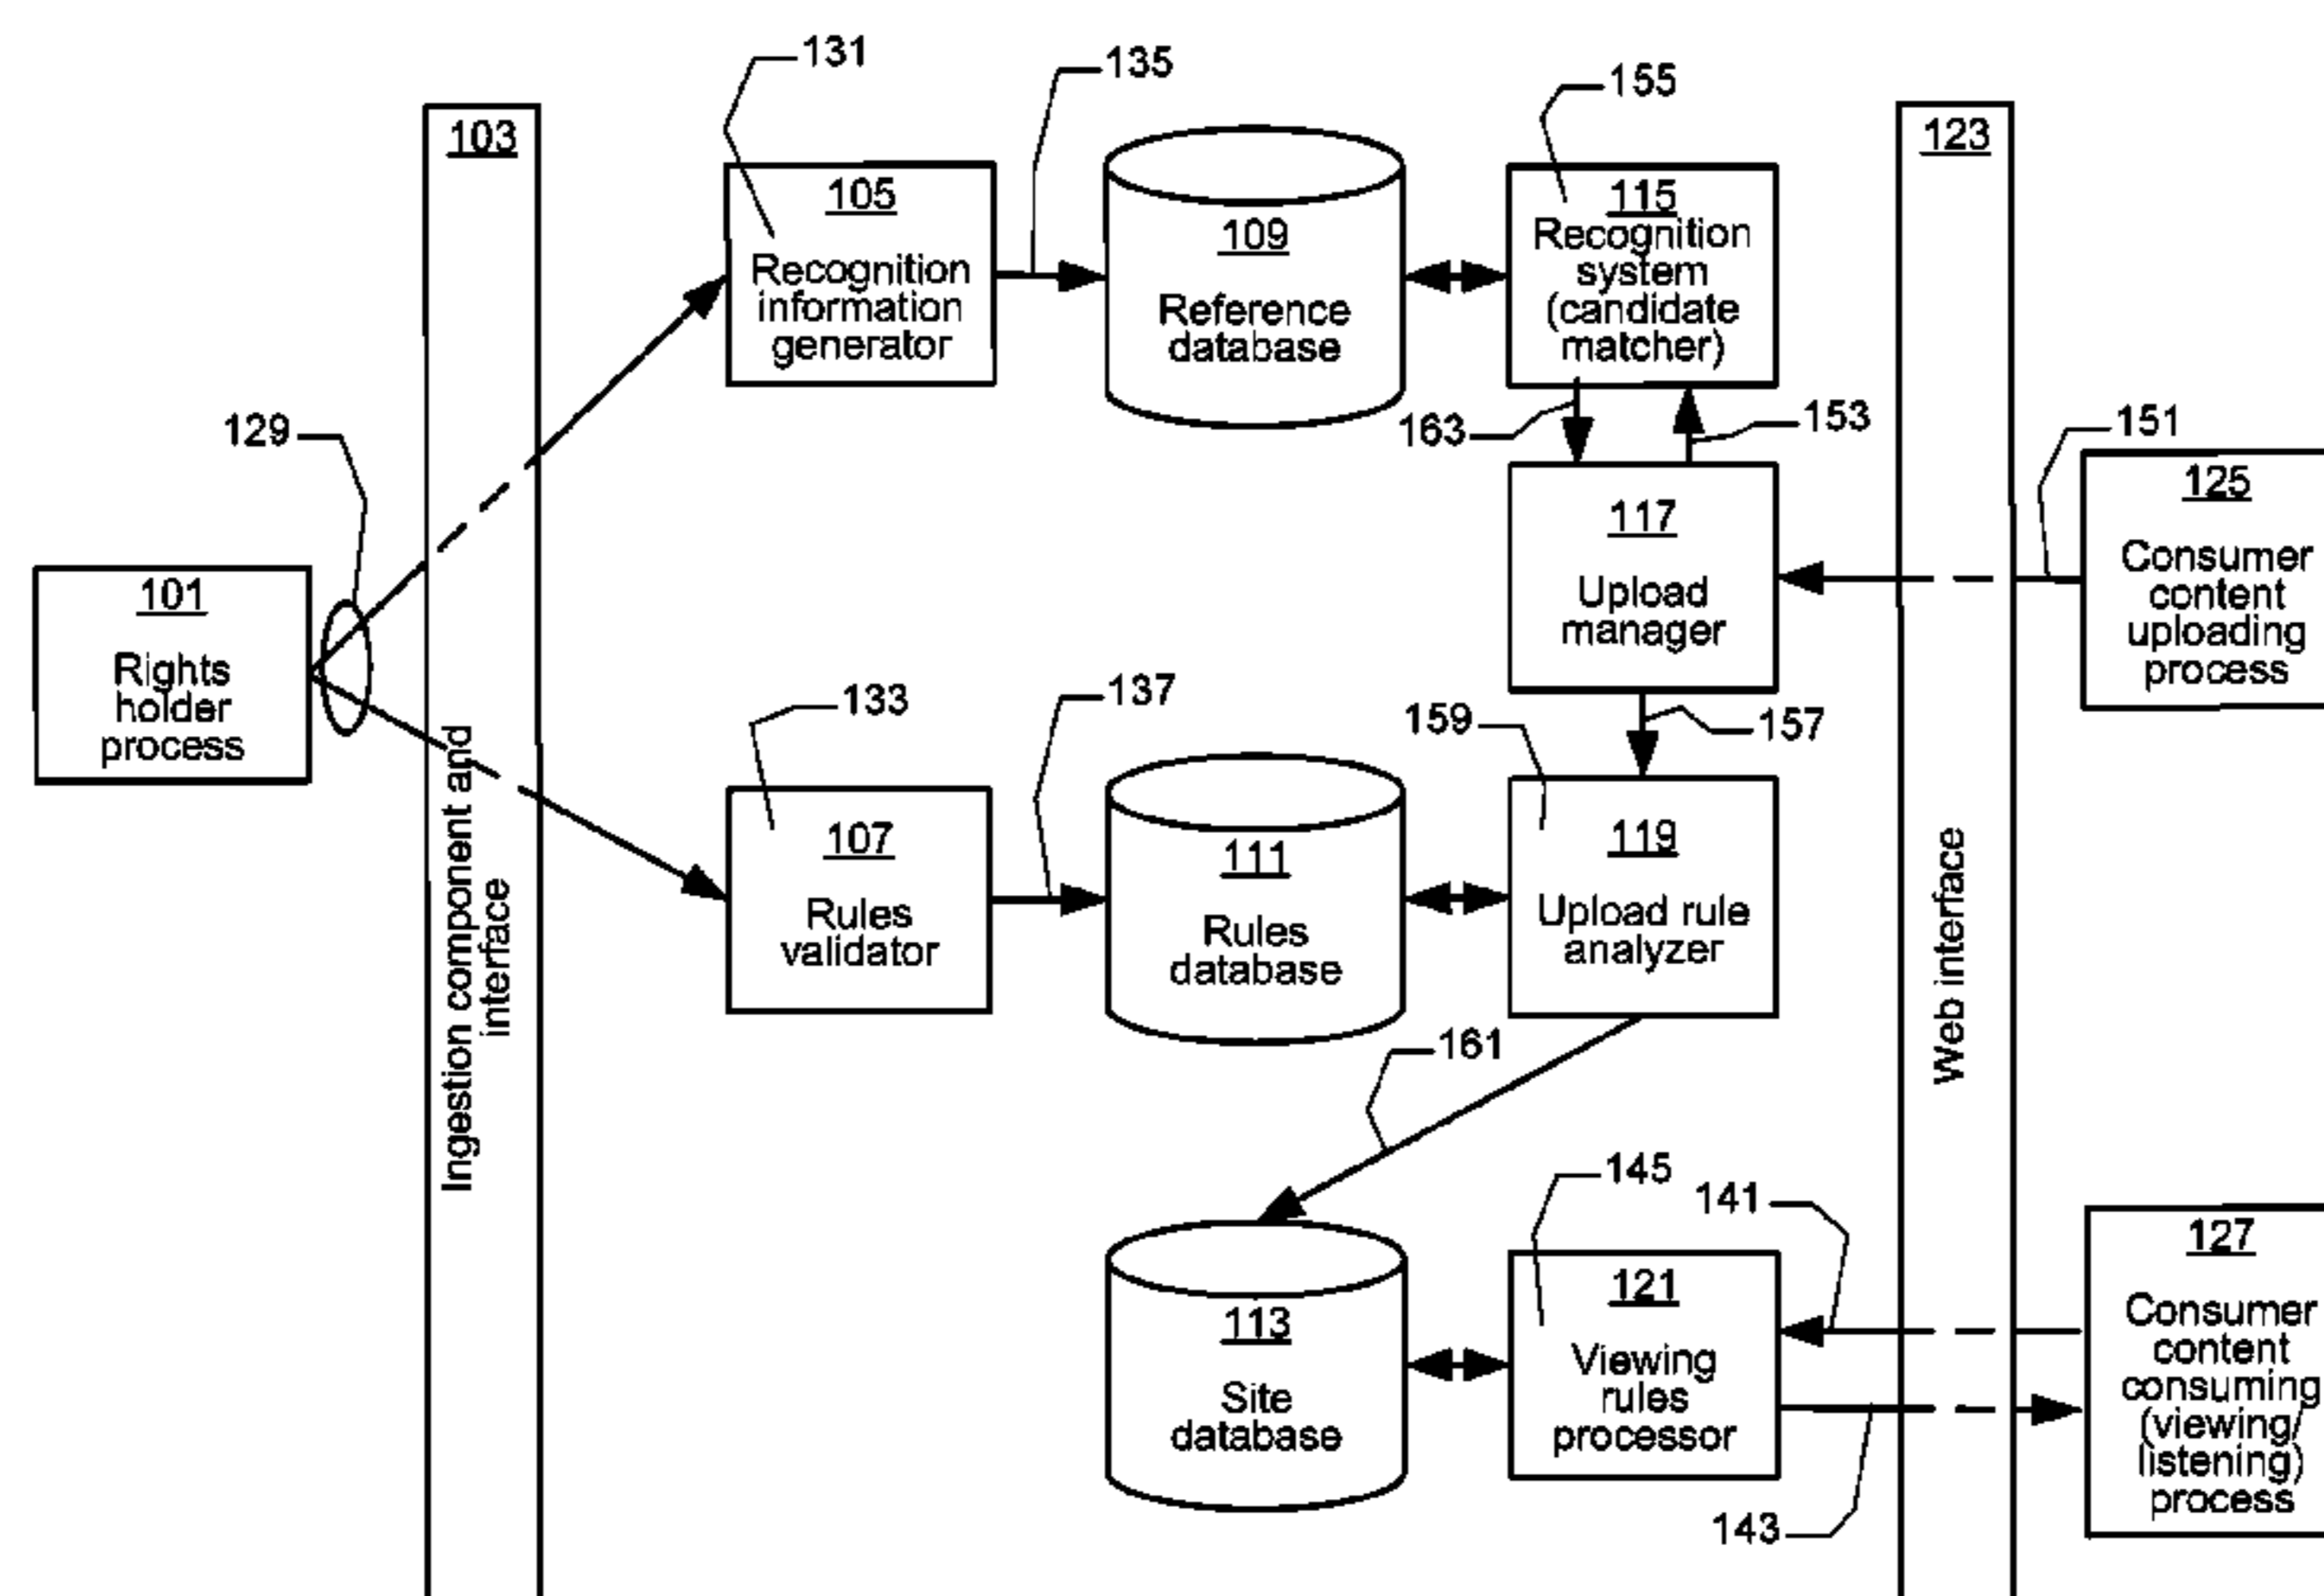 131
135
155
103
105
Recognition
information
generator
109
Reference
database
115
Recognition
system
(candidate
matcher)
123
129
163
153
151
101
Rights
holder
process
117
Upload
manager
125
Consumer
content
uploading
process
133
137
159
157
Ingestion component and
interface
107
Rules
validator
111
Rules
database
119
Upload rule
analyzer
Web interface
161
145
141
113
Site
database
121
Viewing
rules
processor
127
Consumer
content
consuming
(viewing/
listening)
process
143